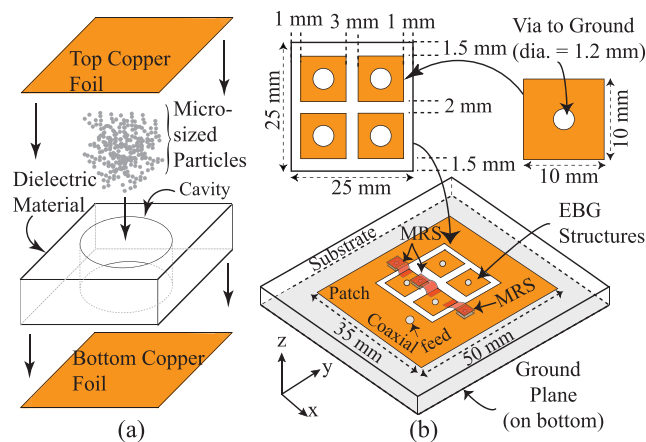 (a)
Top Copper
Foil
Micro-
sized
Particles
Dielectric
Material
Cavity
Bottom Copper
Foil
(b)
1 mm
3 mm
1 mm
1.5 mm
2 mm
1.5 mm
25 mm
25 mm
Via to Ground
(dia. = 1.2 mm)
10 mm
10 mm
Substrate
MRS
EBG
Structures
Patch
MRS
Coaxial
feed
35 mm
50 mm
z
y
x
Ground
Plane
(on bottom)